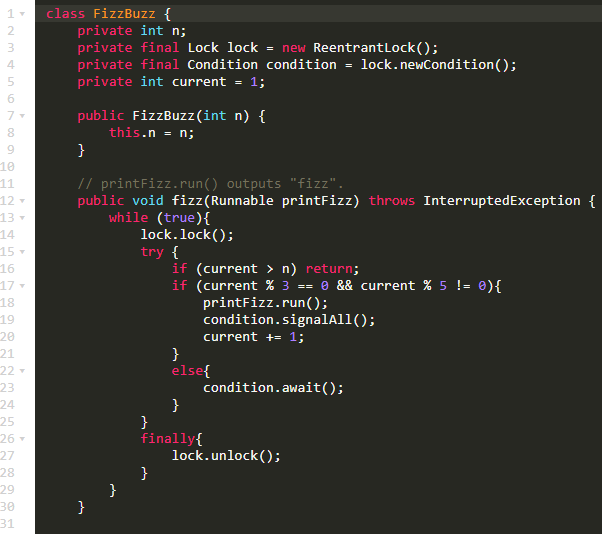 1 class FizzBuzz {
2     private int n;
3     private final Lock lock = new ReentrantLock();
4     private final Condition condition = lock.newCondition();
5     private int current = 1;
6
7     public FizzBuzz(int n) {
8         this.n = n;
9     }
10
11     // printFizz.run() outputs "fizz".
12     public void fizz(Runnable printFizz) throws InterruptedException {
13         while (true){
14             lock.lock();
15             try {
16                 if (current > n) return;
17                 if (current % 3 == 0 && current % 5 != 0){
18                     printFizz.run();
19                     condition.signalAll();
20                     current += 1;
21                 }
22                 else{
23                     condition.await();
24                 }
25             }
26             finally{
27                 lock.unlock();
28             }
29         }
30     }
31